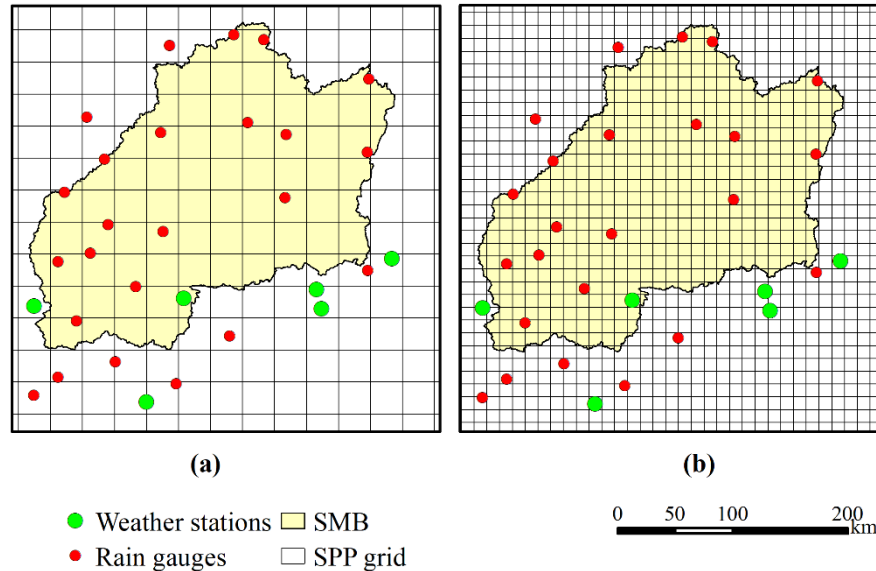 (a) (b)
Weather stations SMB
Rain gauges SPP grid
0 50 100 200
km